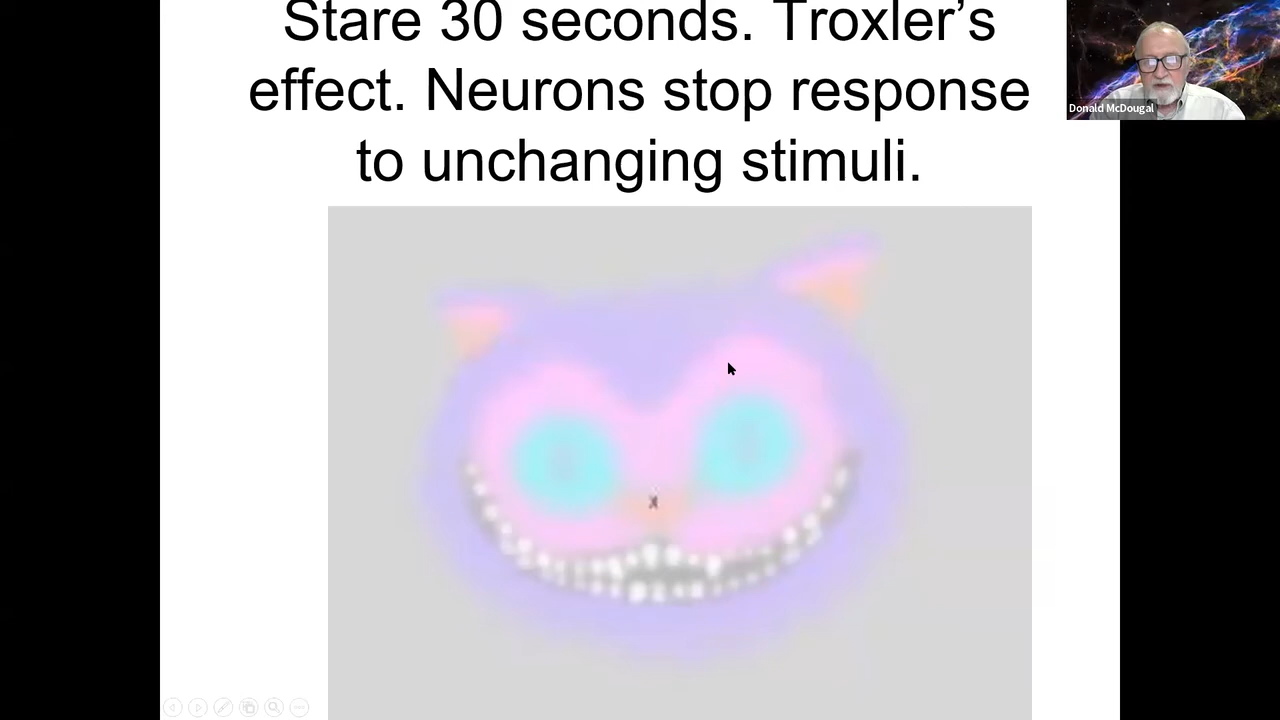 Stare 30 seconds. Troxler’s
effect. Neurons stop response
to unchanging stimuli.
Donald McDougal
x